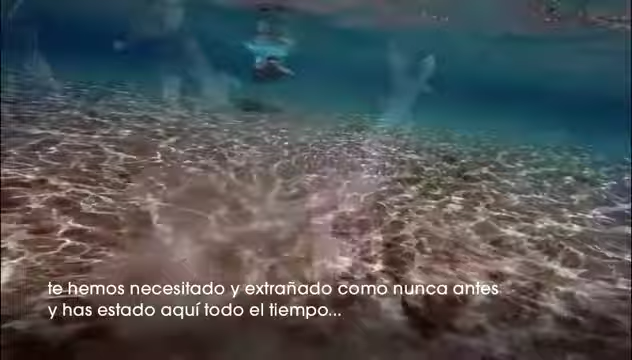 te hemos necesitado y extrañado como nunca antes
y has estado aquí todo el tiempo...